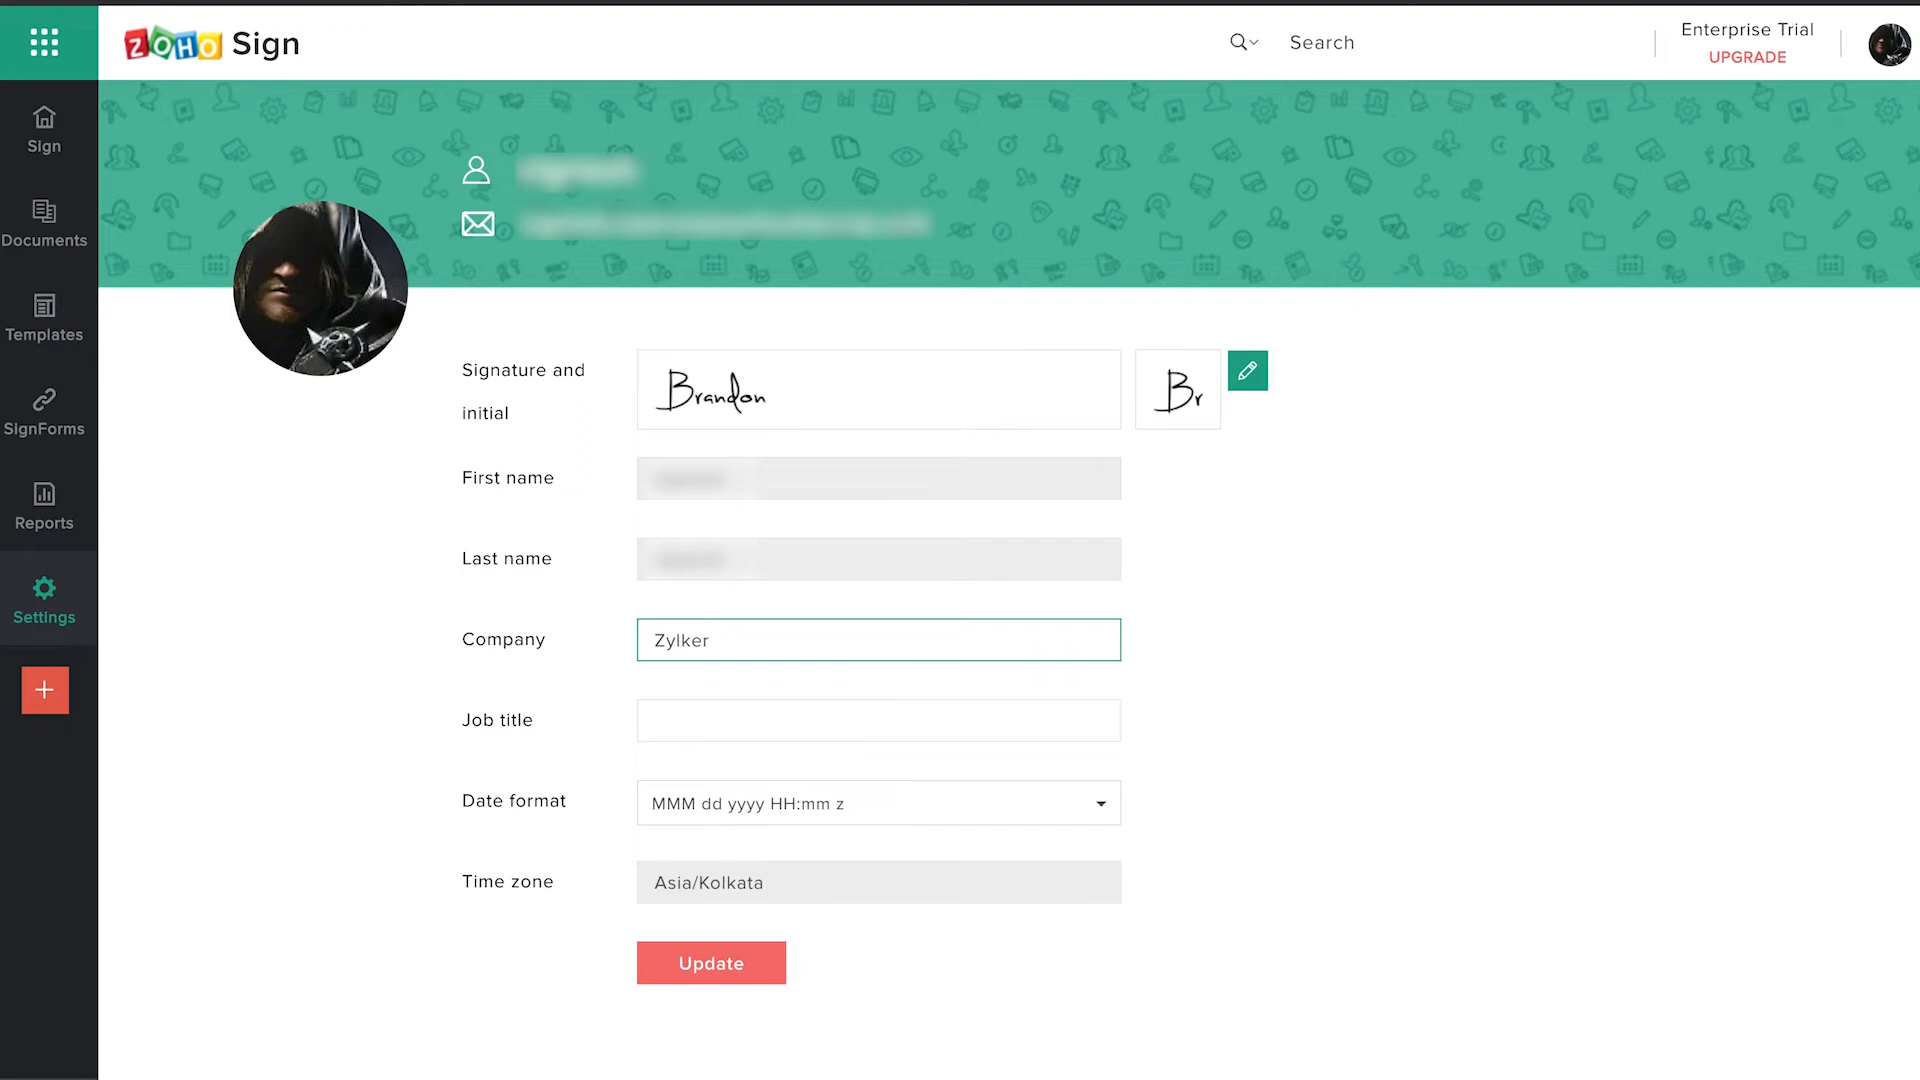 ZOHO Sign
Search
Enterprise Trial
UPGRADE
Sign
Documents
Templates
SignForms
Reports
Settings
Signature and
initial
Brandon
Br
First name
Last name
Company
Zylker
Job title
Date format
MMM dd yyyy HH:mm z
Time zone
Asia/Kolkata
Update